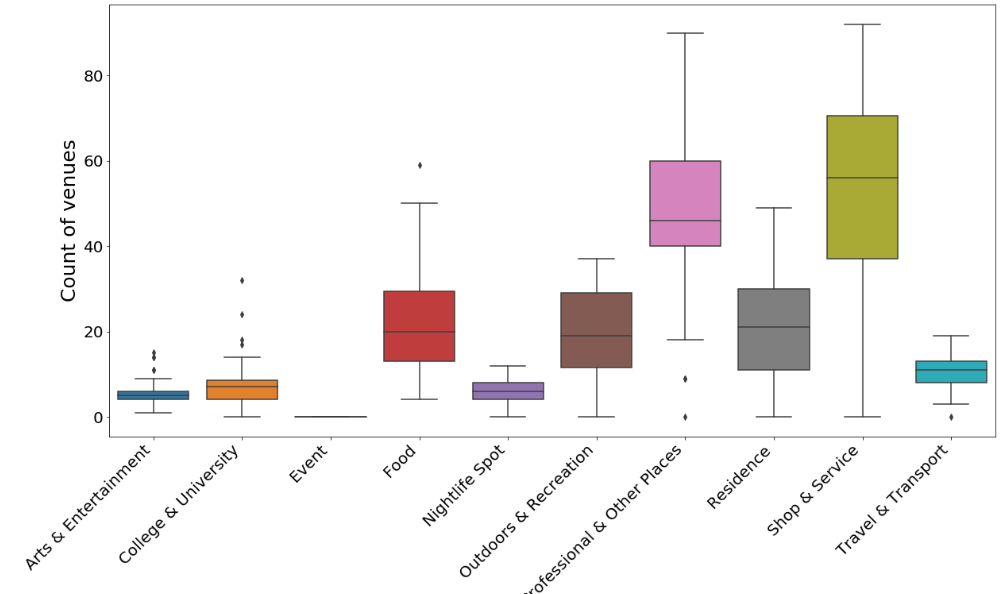 Count of venues
80
60
40
20
0
Arts & Entertainment
College & University
Event
Food
Nightlife Spot
Outdoors & Recreation
rofessional & Other Places
Residence
Shop & Service
Travel & Transport